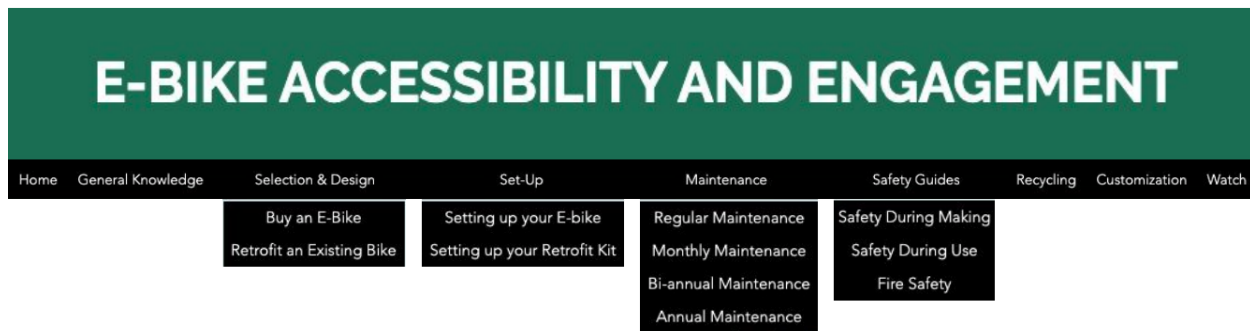 E-BIKE ACCESSIBILITY AND ENGAGEMENT
Home General Knowledge Selection & Design Set-Up Maintenance Safety Guides Recycling Customization Watch
Buy an E-Bike
Retrofit an Existing Bike
Setting up your E-bike
Setting up your Retrofit Kit
Regular Maintenance
Monthly Maintenance
Bi-annual Maintenance
Annual Maintenance
Safety During Making
Safety During Use
Fire Safety